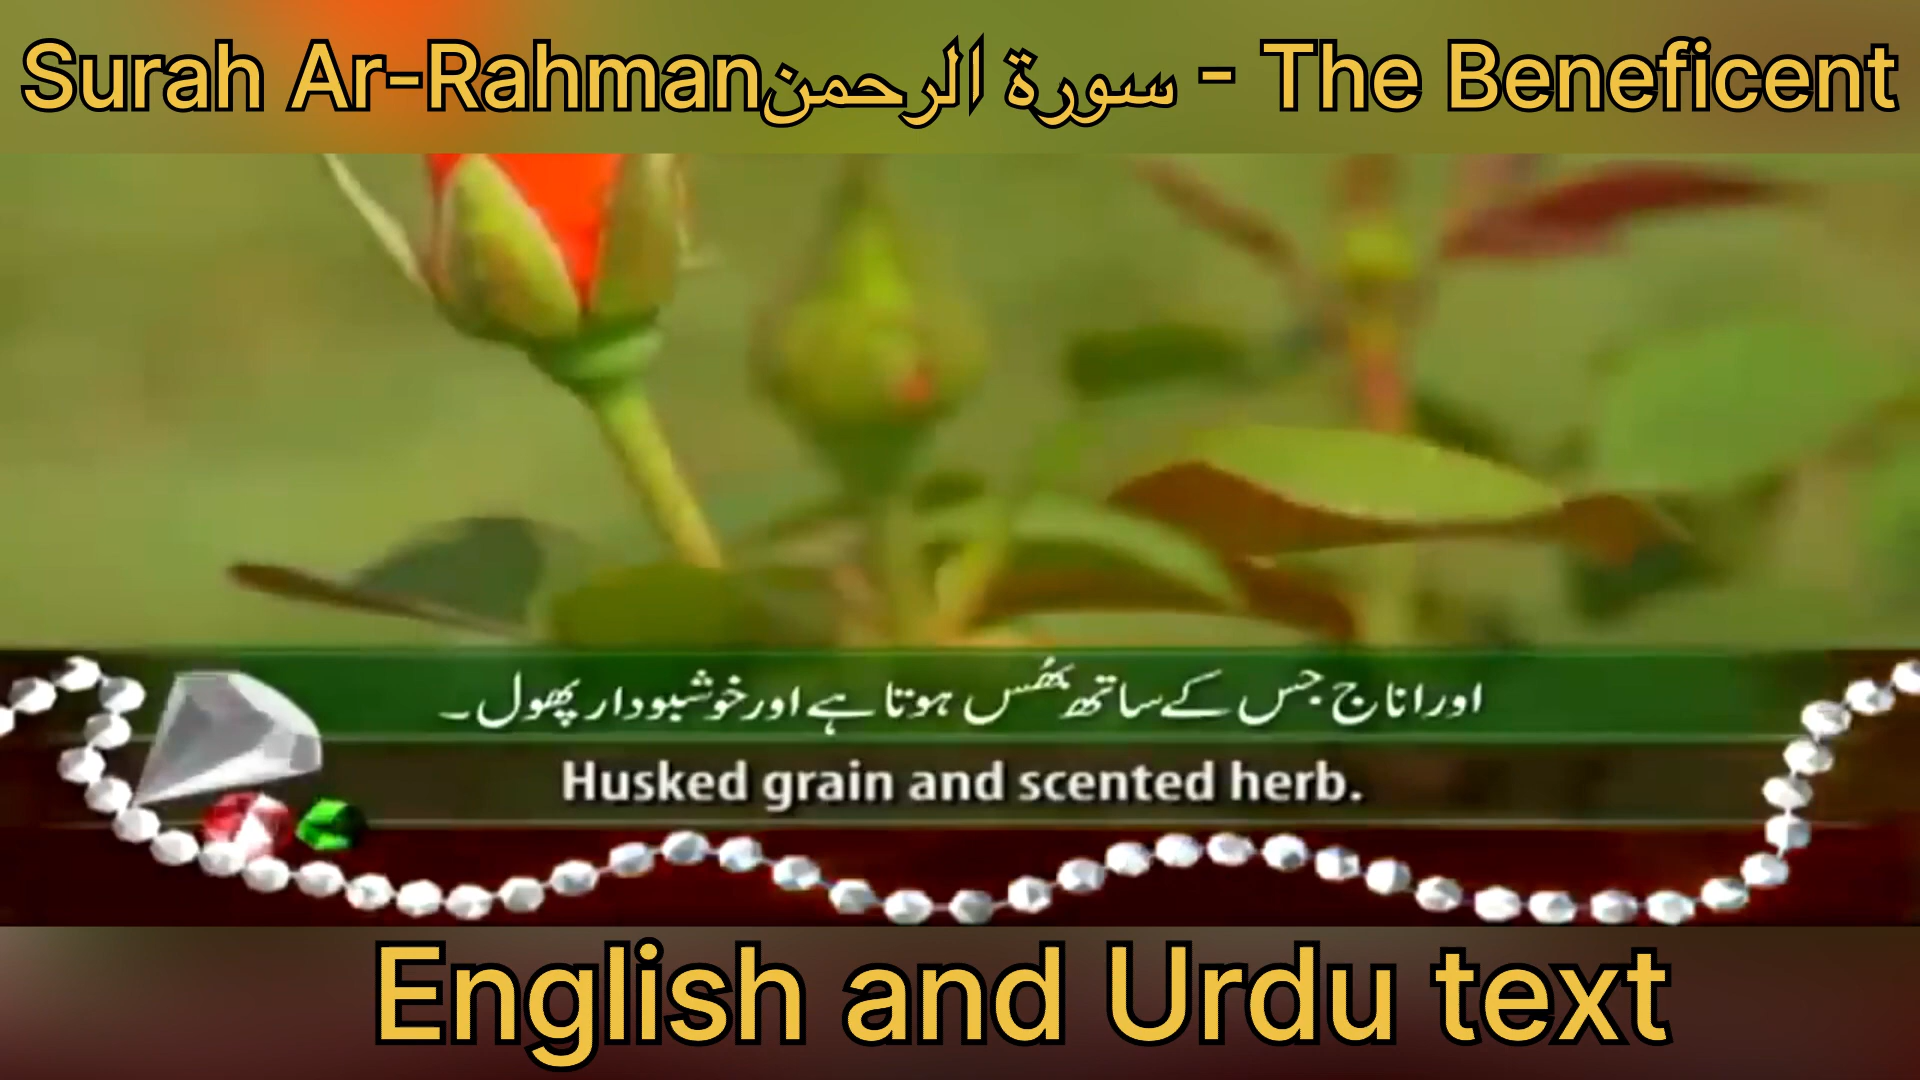 Surah Ar-Rahmanسورة الرحمن - The Beneficent
اور اناج جس کے ساتھ بھُس ہوتا ہے اور خوشبودار پھول۔
Husked grain and scented herb.
English and Urdu text